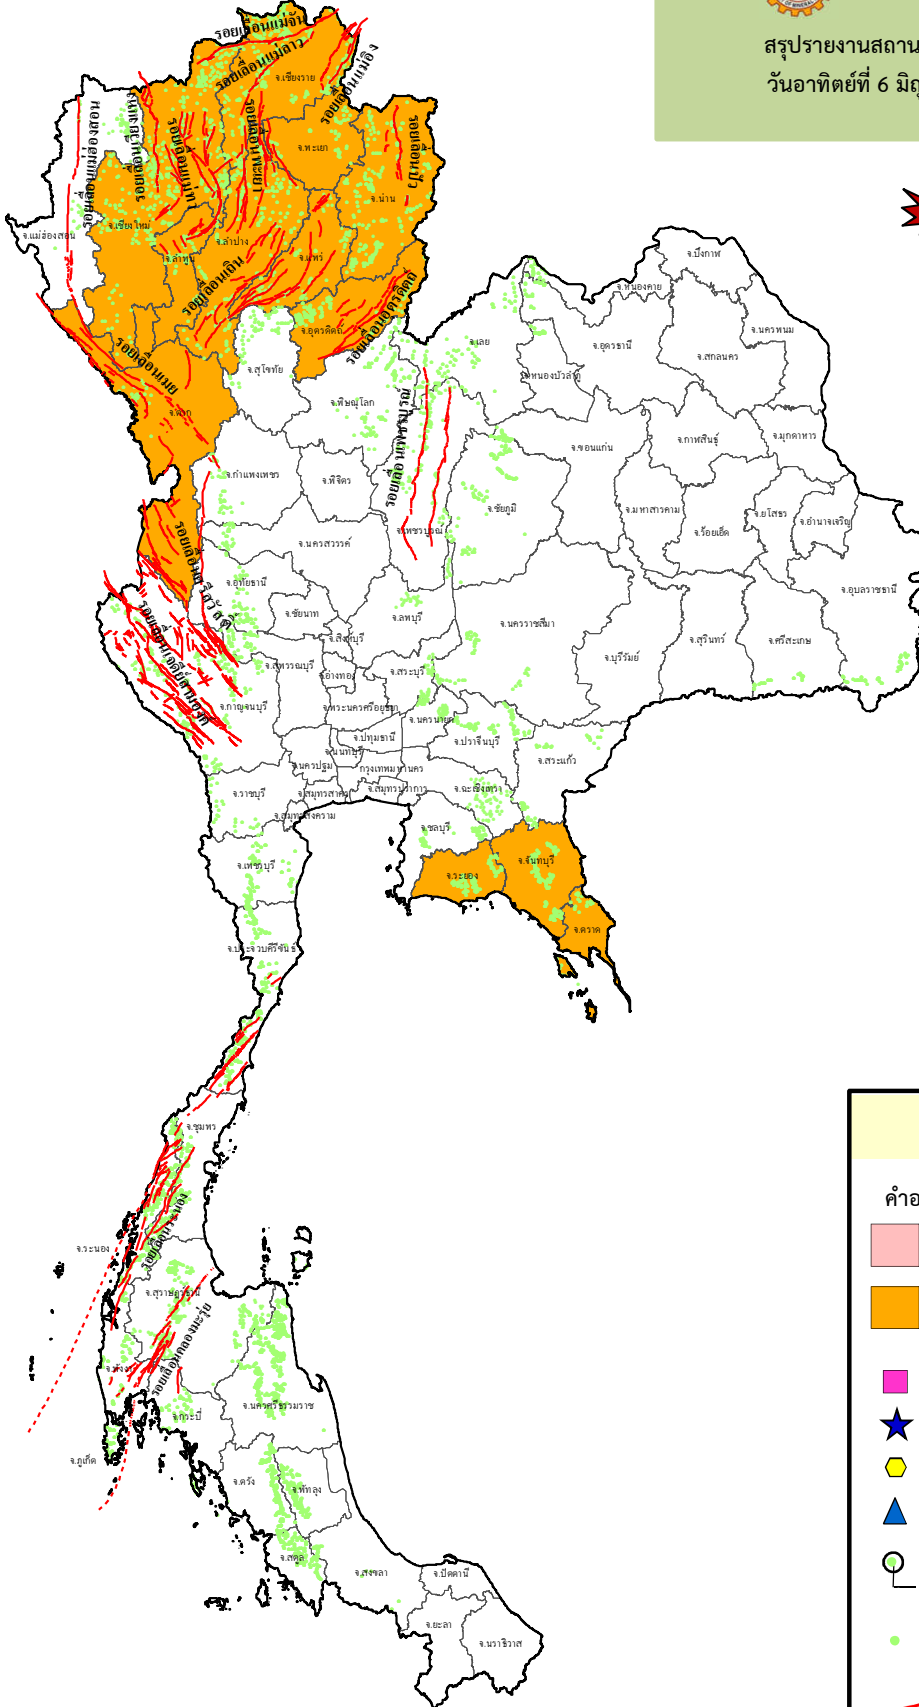 OF MINERAL
สรุปรายงานสถาน
วันอาทิตย์ที่ 6 มิถุ
รอยเลื่อนแม่จัน
รอยเลื่อนแม่ลาว
รอยเลื่อนแม่อิง
จ.เชียงราย
รอยเลื่อนแม่ฮ่องสอน
รอยเลื่อนแม่ทา
รอยเลื่อนพะเยา
รอยเลื่อนปัว
จ.พะเยา
จ.น่าน
จ.แม่ฮ่องสอน
จ.เชียงใหม่
จ.ลำพูน
จ.ลำปาง
จ.แพร่
รอยเลื่อนเถิน
รอยเลื่อนอุตรดิตถ์
จ.อุตรดิตถ์
รอยเลื่อนเมย
จ.ตาก
จ.สุโขทัย
จ.พิษณุโลก
รอยเลื่อนเพชรบูรณ์
จ.เลย
จ.บึงกาฬ
จ.หนองคาย
จ.นครพนม
จ.อุดรธานี
จ.สกลนคร
จ.หนองบัวลำภู
จ.กำแพงเพชร
จ.พิจิตร
จ.เพชรบูรณ์
จ.ขอนแก่น
จ.กาฬสินธุ์
จ.มุกดาหาร
จ.ชัยภูมิ
จ.มหาสารคาม
จ.ร้อยเอ็ด
จ.ยโสธร
จ.อำนาจเจริญ
จ.นครสวรรค์
รอยเลื่อนศรีสวัสดิ์
จ.อุทัยธานี
จ.ชัยนาท
จ.ลพบุรี
จ.นครราชสีมา
จ.บุรีรัมย์
จ.สุรินทร์
จ.ศรีสะเกษ
จ.อุบลราชธานี
รอยเลื่อนเจดีย์สามองค์
จ.สิงห์บุรี
จ.สุพรรณบุรี
จ.อ่างทอง
จ.สระบุรี
จ.กาญจนบุรี
จ.พระนครศรีอยุธยา
จ.นครนายก
จ.ปทุมธานี
จ.ปราจีนบุรี
จ.นนทบุรี
จ.สระแก้ว
จ.นครปฐม
กรุงเทพมหานคร
จ.ราชบุรี
จ.สมุทรสาคร
จ.สมุทรปราการ
จ.ฉะเชิงเทรา
จ.สมุทรสงคราม
จ.ชลบุรี
จ.เพชรบุรี
จ.ระยอง
จ.จันทบุรี
จ.ตราด
จ.ประจวบคีรีขันธ์
จ.ชุมพร
รอยเลื่อนระนอง
จ.ระนอง
จ.สุราษฎร์ธานี
รอยเลื่อนคลองมะรุ่ย
จ.พังงา
จ.กระบี่
จ.นครศรีธรรมราช
จ.ภูเก็ต
จ.ตรัง
จ.พัทลุง
จ.สตูล
จ.สงขลา
จ.ปัตตานี
จ.ยะลา
จ.นราธิวาส
คำอ